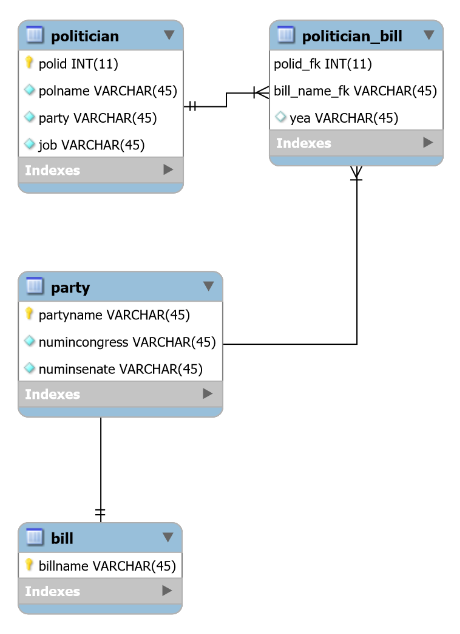 politician
polid INT(11)
polname VARCHAR(45)
party VARCHAR(45)
job VARCHAR(45)
Indexes
politician_bill
polid_fk INT(11)
bill_name_fk VARCHAR(45)
yea VARCHAR(45)
Indexes
party
partyname VARCHAR(45)
numincongress VARCHAR(45)
numinsenate VARCHAR(45)
Indexes
bill
billname VARCHAR(45)
Indexes